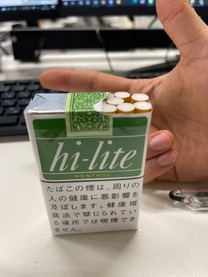 hi-lite
MENTHOL
たばこの煙は、周りの
人の健康に悪影響を
及ぼします。健康増
進法で禁じられてい
る場所では喫煙でき
ません。